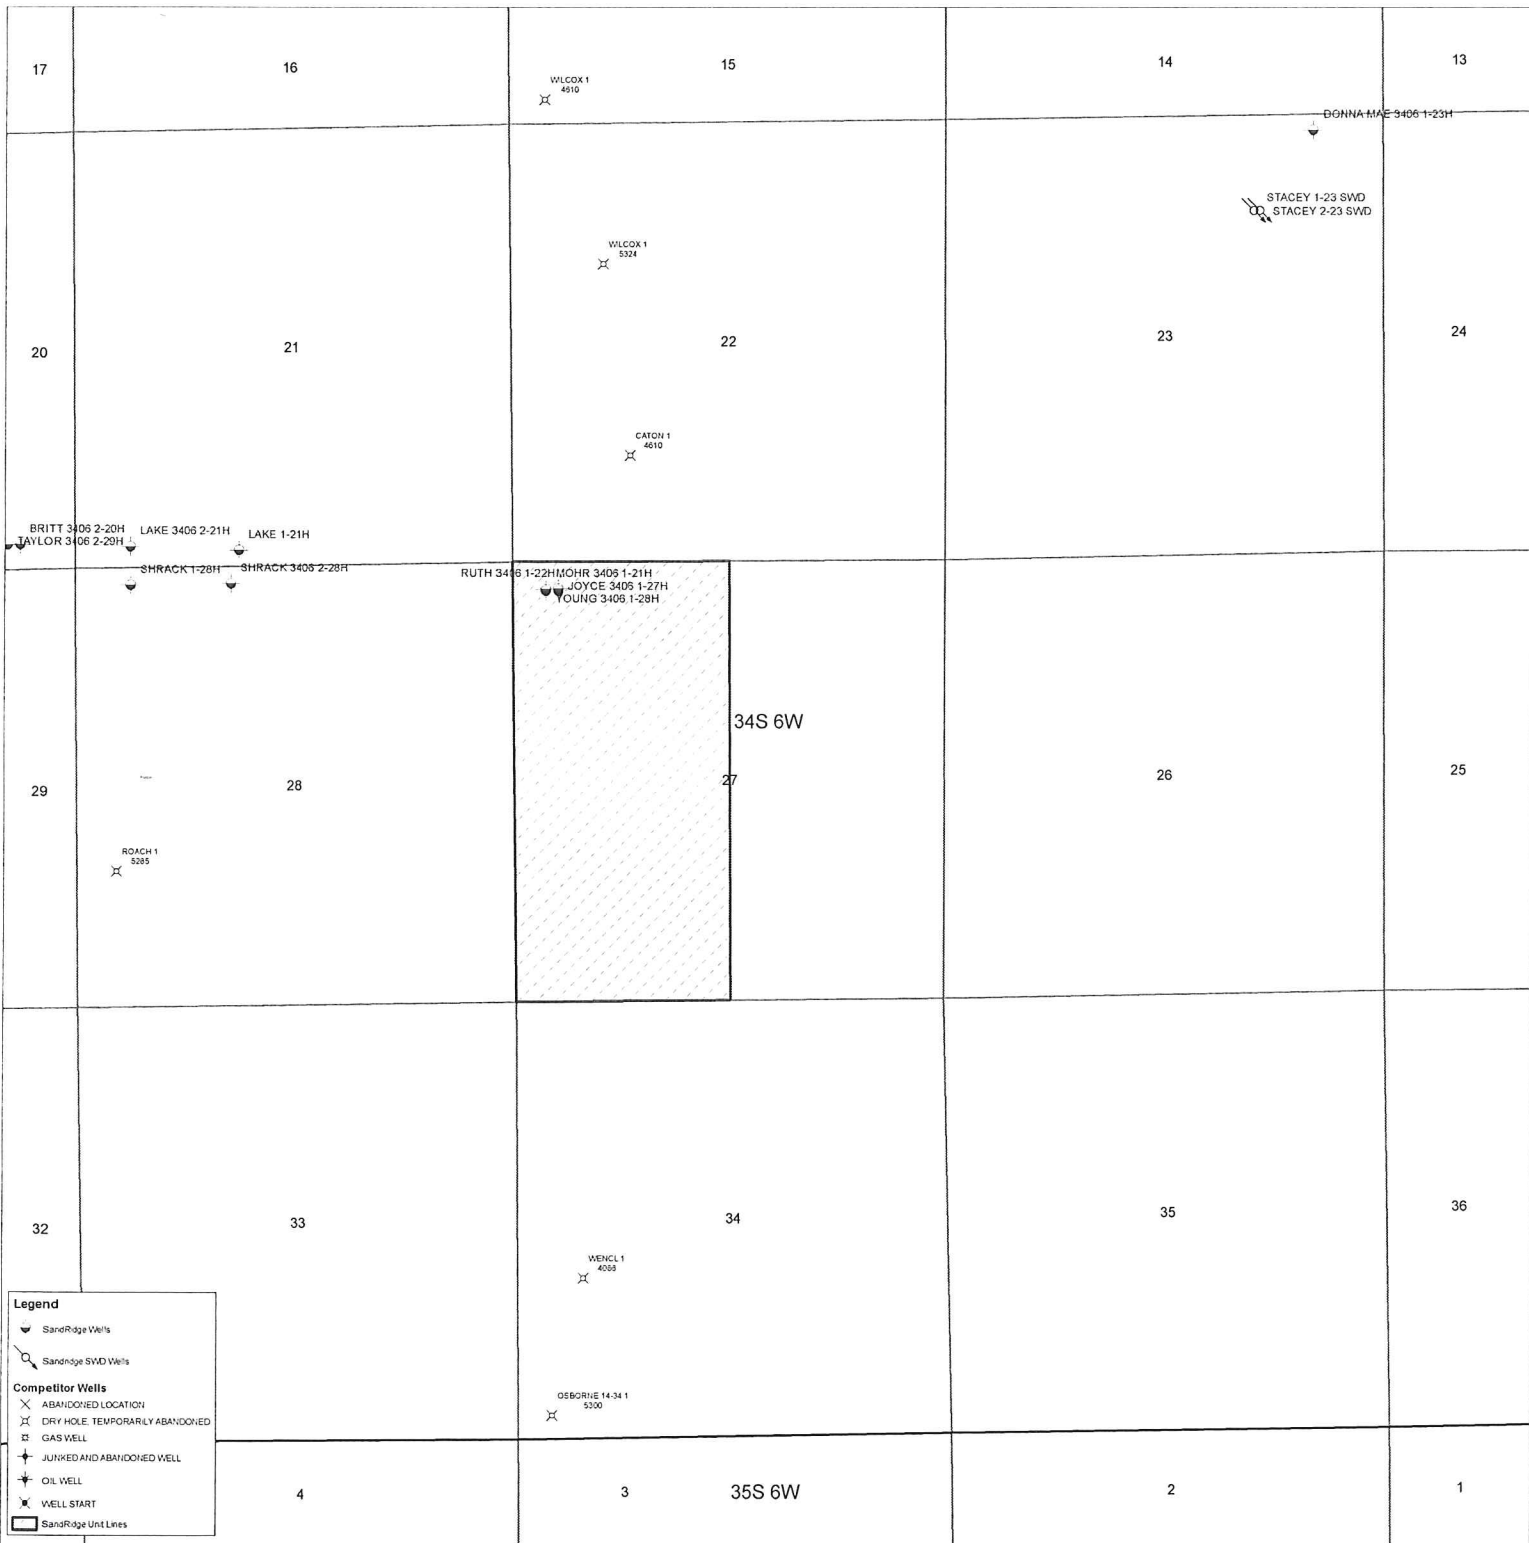 17
16
15
14
13
WILCOX 1
4610
DONNA MAE 3406 1-23H
STACEY 1-23 SWD
STACEY 2-23 SWD
WILCOX 1
5324
20
21
22
23
24
CATON 1
4610
BRITT 3406 2-20H
LAKE 3406 2-21H
LAKE 1-21H
TAYLOR 3406 2-29H
SHRACK 1-28H
SHRACK 3406 2-28H
RUTH 3406 1-22H
MOHR 3406 1-21H
JOYCE 3406 1-27H
YOUNG 3406 1-28H
34S 6W
29
28
27
26
25
ROACH 1
5285
32
33
34
35
36
WENCL 1
Legend
SandRidge Wells
Sandridge SWD Wells
Competitor Wells
ABANDONED LOCATION
DRY HOLE, TEMPORARILY ABANDONED
GAS WELL
JUNKED AND ABANDONED WELL
OIL WELL
WELL START
SandRidge Unit Lines
OSBORNE 14-34 1
5300
4
3
35S 6W
2
1